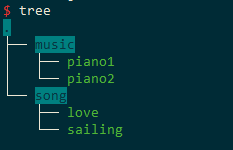 $ tree
.
├── music
│   ├── piano1
│   └── piano2
└── song
    ├── love
    └── sailing